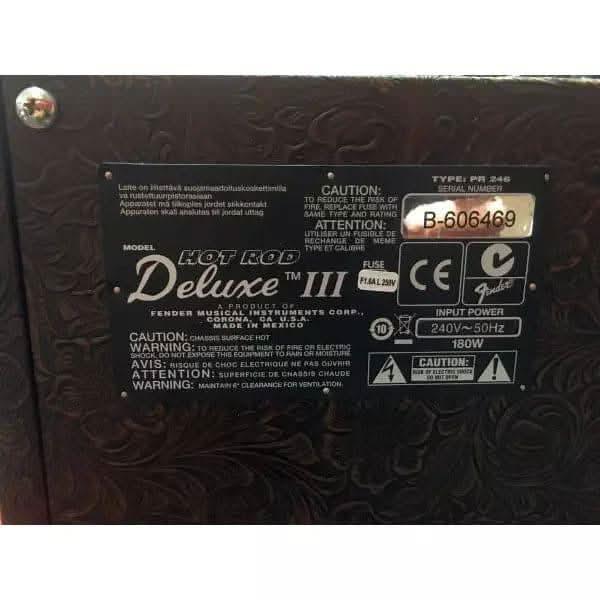 Laite on liitettävä suojamaadoituskoskettimilla
va rustettuunpistorasiaan
Apparatet må tilkoples jordet stikkontakt
Apparaten skall anslutas till jordat uttag
CAUTION:
TO REDUCE THE RISK OF
FIRE, REPLACE FUSE WITH
SAME TYPE AND RATING
ATTENTION:
UTILISER UN FUSIBLE DE
RECHANGE DE MEME
TYPE ET CALIBRE
TYPE: PR 246
SERIAL NUMBER
B-606469
MODEL
HOT ROD
Deluxe™ III
A PRODUCT OF
FENDER MUSICAL INSTRUMENTS CORP.,
CORONA, CA U.S.A.
MADE IN MEXICO
FUSE
F1.6A L 250V
CE
N
Fender
10
INPUT POWER
240V~50Hz
180W
CAUTION: CHASSIS SURFACE HOT
WARNING: TO REDUCE THE RISK OF FIRE OR ELECTRIC
SHOCK, DO NOT EXPOSE THIS EQUIPMENT TO RAIN OR MOISTURE
AVIS: RISQUE DE CHOC ELECTRIQUE NE PAS OUVRIR
ATTENTION: SUPERFICIE DE CHASSIS CHAUDE
WARNING: MAINTAIN 6" CLEARANCE FOR VENTILATION.
CAUTION:
RISK OF ELECTRIC SHOCK
DO NOT OPEN